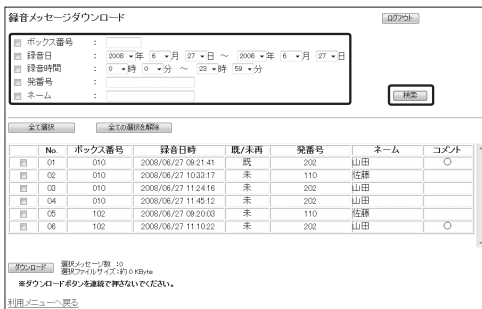 録音メッセージダウンロード
ログアウト
ボックス番号 :
録音日 : 2008 年 6 月 27 日 ～ 2008 年 6 月 27 日
録音時間 : 0 時 0 分 ～ 23 時 59 分
発番号 :
ネーム :
検索
全て選択 全ての選択を解除
No. ボックス番号 録音日時 既/未再 発番号 ネーム コメント
01 010 2008/06/27 09:21:41 既 202 山田 ○
02 010 2008/06/27 10:33:17 未 110 佐藤
03 010 2008/06/27 11:24:16 未 202 山田
04 010 2008/06/27 11:45:12 未 202 山田
05 102 2008/06/27 09:20:03 未 110 佐藤
06 102 2008/06/27 11:10:22 未 202 山田 ○
ダウンロード 選択メッセージ数 :0
選択ファイルサイズ:約 0 KByte
※ダウンロードボタンを連続で押さないでください。
利用メニューへ戻る